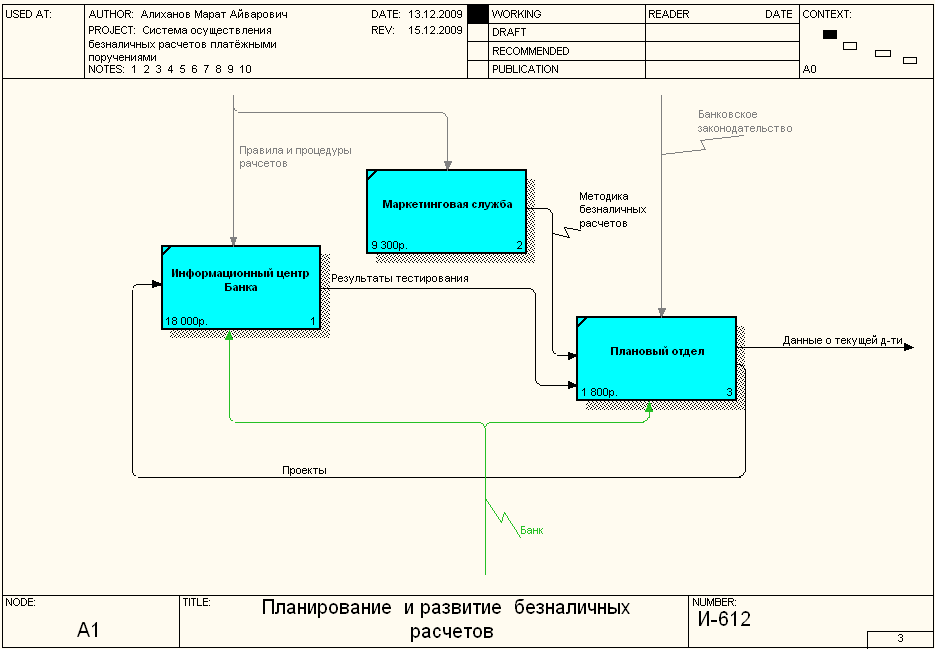 USED AT:
AUTHOR: Алиханов Марат Айварович
DATE: 13.12.2009
PROJECT: Система осуществления
безналичных расчетов платёжными
поручениями
REV: 15.12.2009
NOTES: 1 2 3 4 5 6 7 8 9 10
WORKING
DRAFT
RECOMMENDED
PUBLICATION
READER DATE
CONTEXT:
A0
Банковское
законодательство
Правила и процедуры
рачсетов
Маркетинговая служба
9 300р. 2
Методика
безналичных
расчетов
Информационный центр
Банка
18 000р. 1
Результаты тестирования
Плановый отдел
1 800р. 3
Данные о текущей д-ти
Проекты
Банк
NODE:
A1
TITLE:
Планирование и развитие безналичных
расчетов
NUMBER:
И-612
3